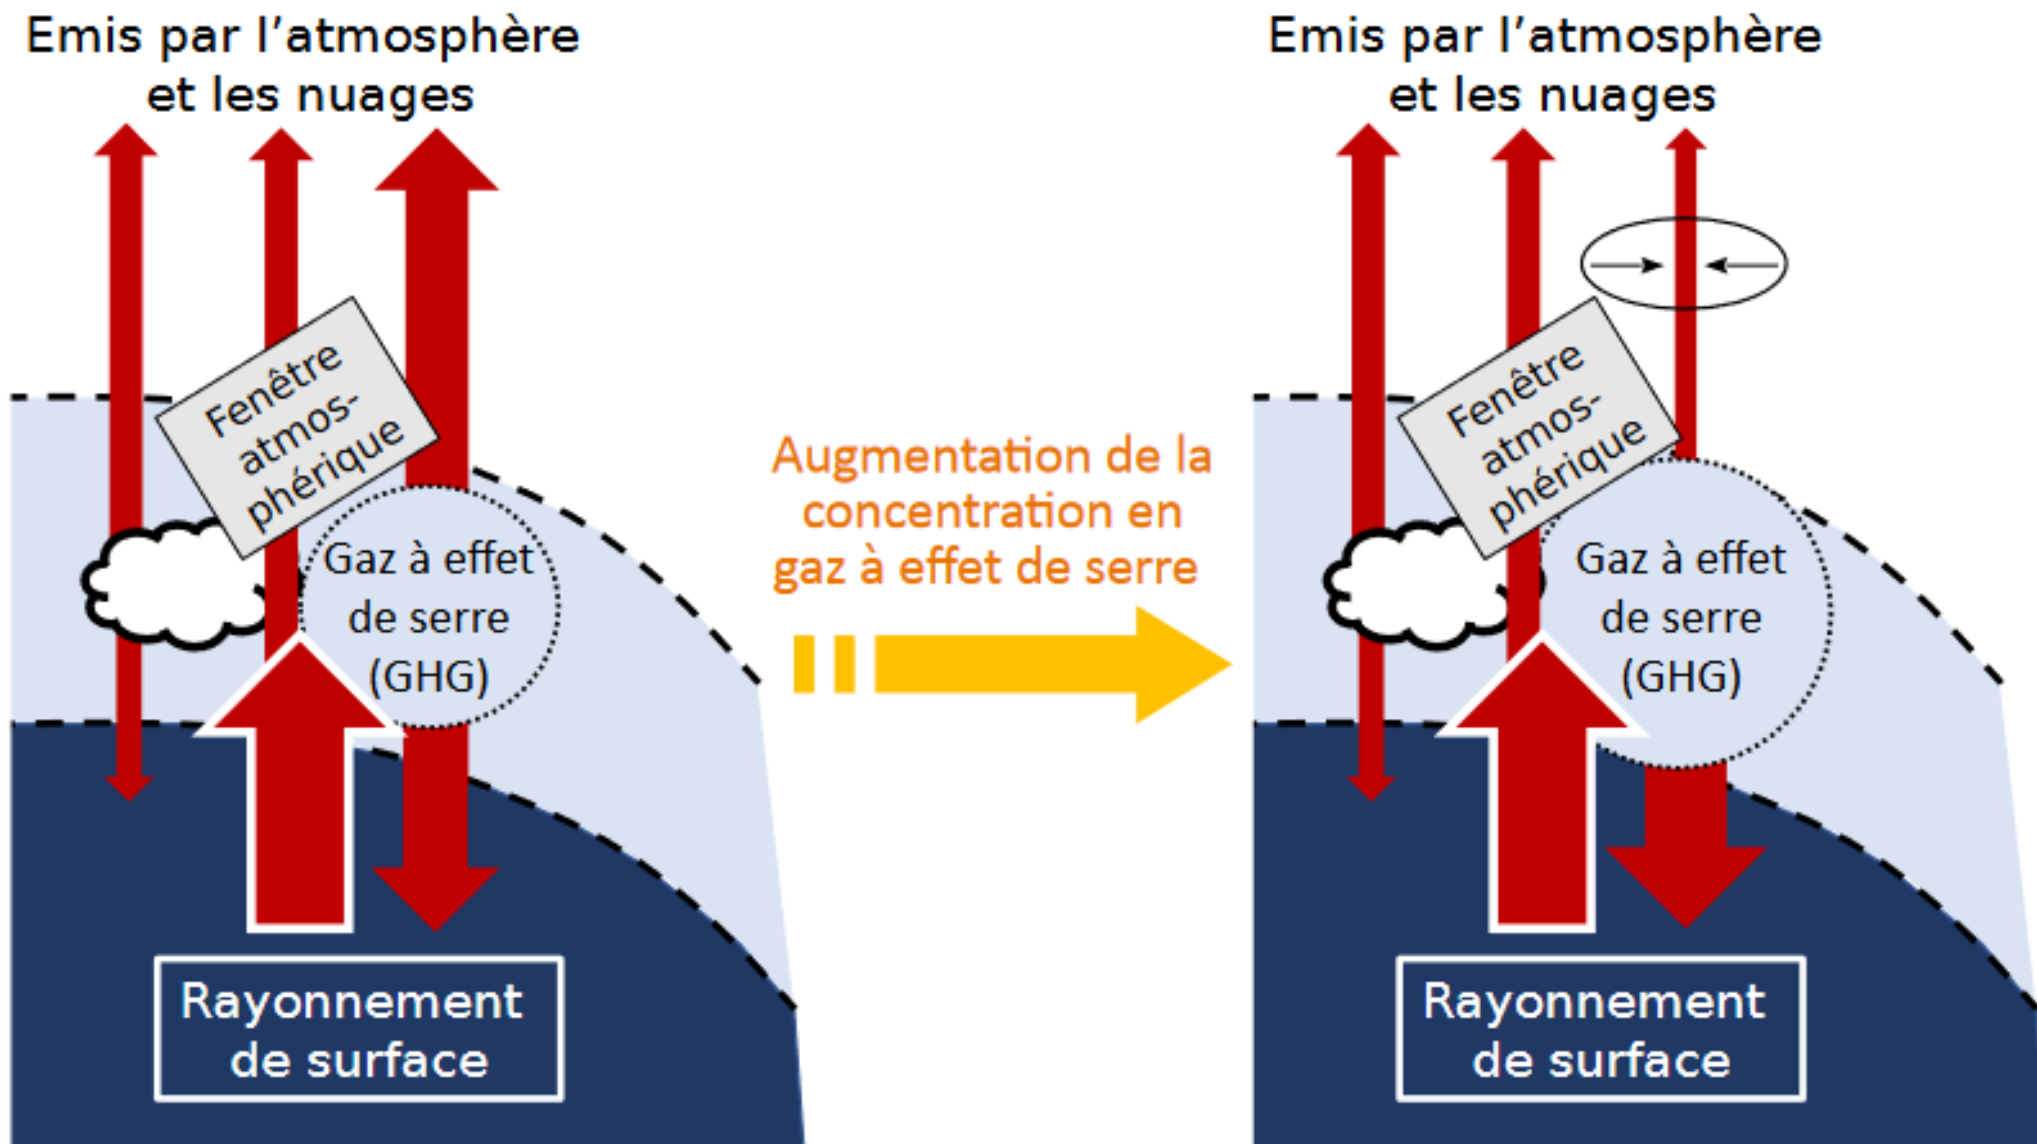 Emis par l’atmosphère
et les nuages
Fenêtre
atmos-
phérique
Gaz à effet
de serre
(GHG)
Rayonnement
de surface
Augmentation de la
concentration en
gaz à effet de serre
Emis par l’atmosphère
et les nuages
Fenêtre
atmos-
phérique
Gaz à effet
de serre
(GHG)
Rayonnement
de surface